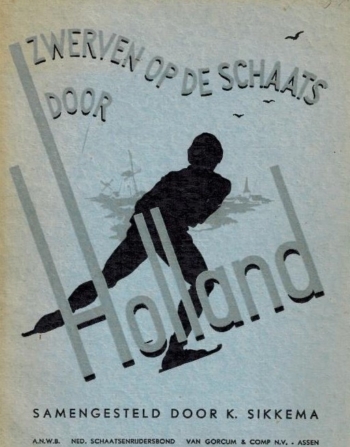 ZWERVEN OP DE SCHAATS
DOOR
Holland
SAMENGESTELD DOOR K. SIKKEMA
A.N.W.B. NED. SCHAATSENRIJDERSBOND VAN GORCUM & COMP N.V. - ASSEN